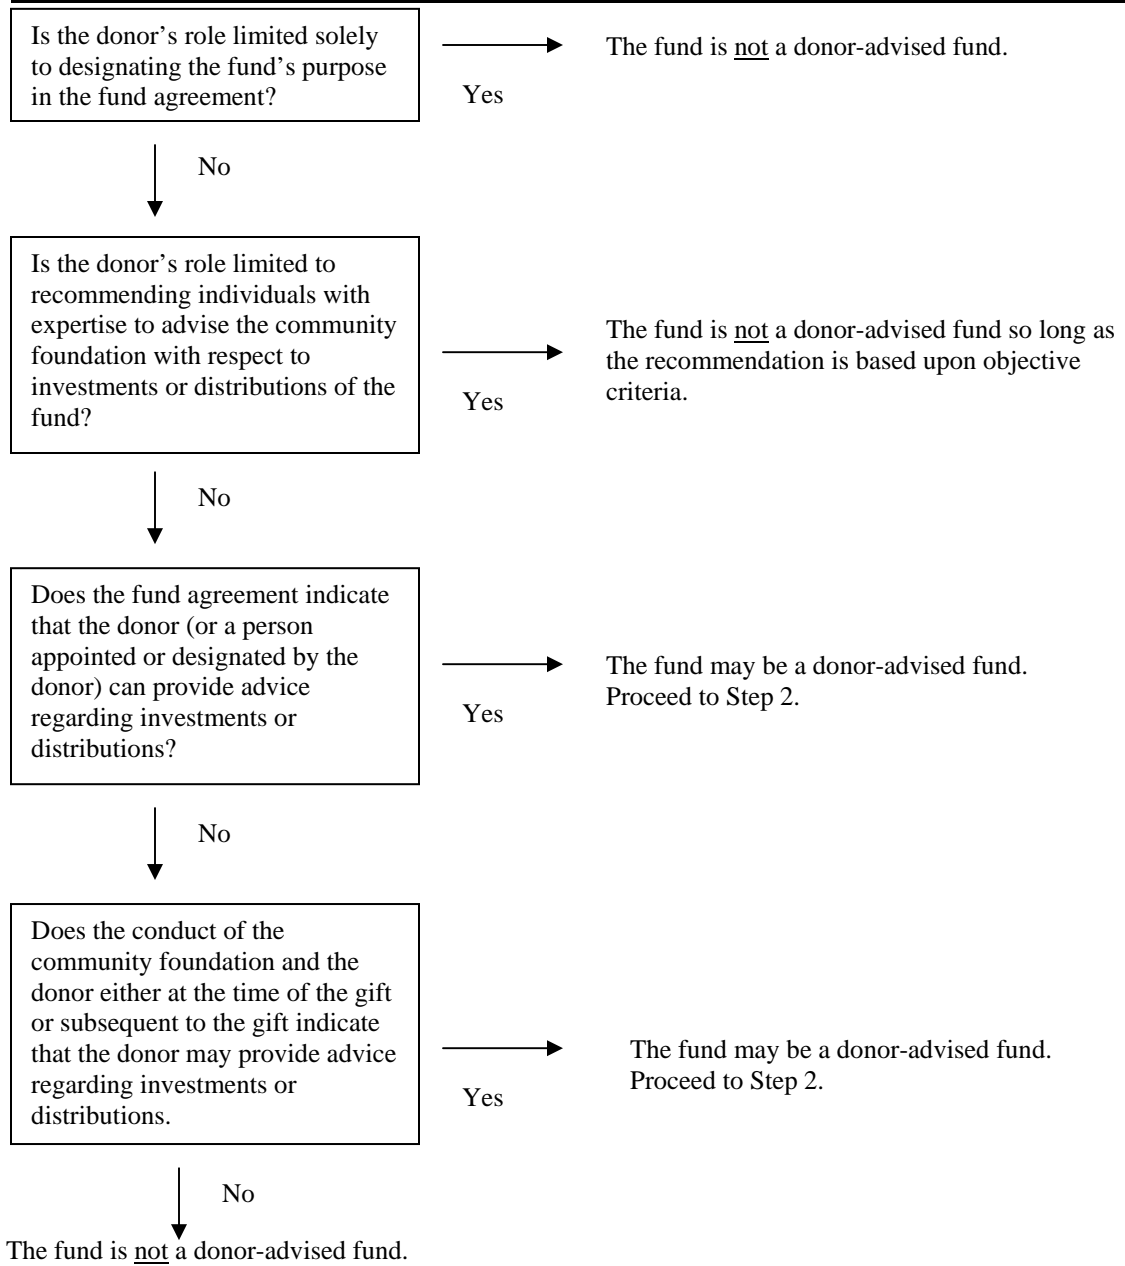 Is the donor’s role limited solely
to designating the fund’s purpose
in the fund agreement?
Yes
The fund is not a donor-advised fund.
No
Is the donor’s role limited to
recommending individuals with
expertise to advise the community
foundation with respect to
investments or distributions of the
fund?
Yes
The fund is not a donor-advised fund so long as
the recommendation is based upon objective
criteria.
No
Does the fund agreement indicate
that the donor (or a person
appointed or designated by the
donor) can provide advice
regarding investments or
distributions?
Yes
The fund may be a donor-advised fund.
Proceed to Step 2.
No
Does the conduct of the
community foundation and the
donor either at the time of the gift
or subsequent to the gift indicate
that the donor may provide advice
regarding investments or
distributions.
Yes
The fund may be a donor-advised fund.
Proceed to Step 2.
No
The fund is not a donor-advised fund.